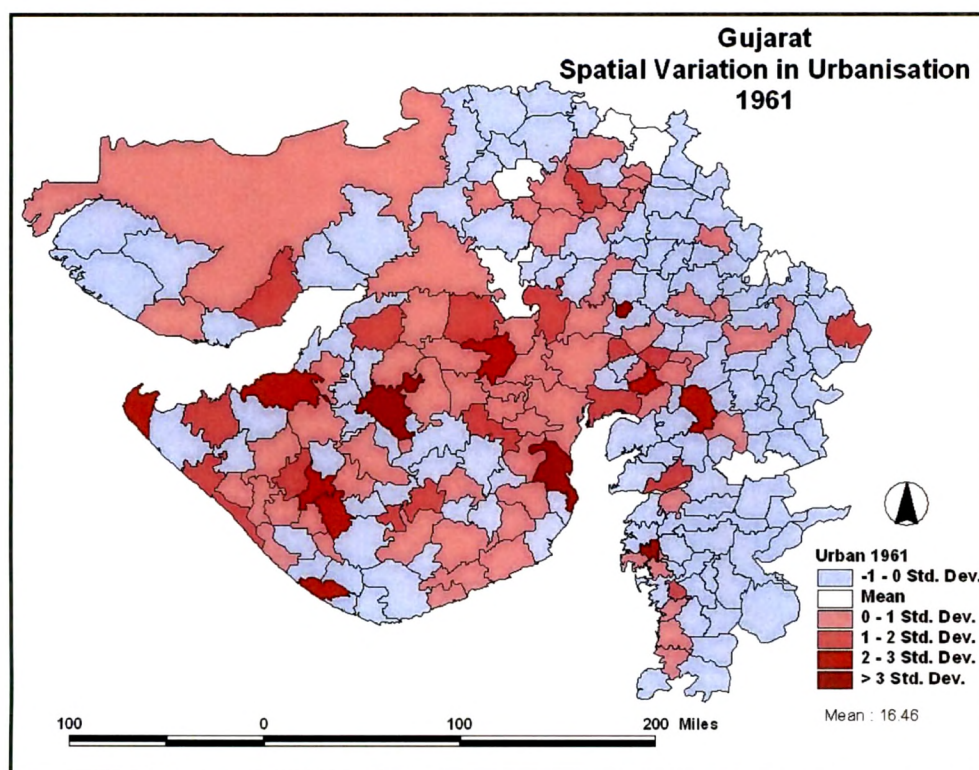 Gujarat
Spatial Variation in Urbanisation
1961
Urban 1961
-1 - 0 Std. Dev.
Mean
0 - 1 Std. Dev.
1 - 2 Std. Dev.
2 - 3 Std. Dev.
> 3 Std. Dev.
Mean : 16.46
100 0 100 200 Miles